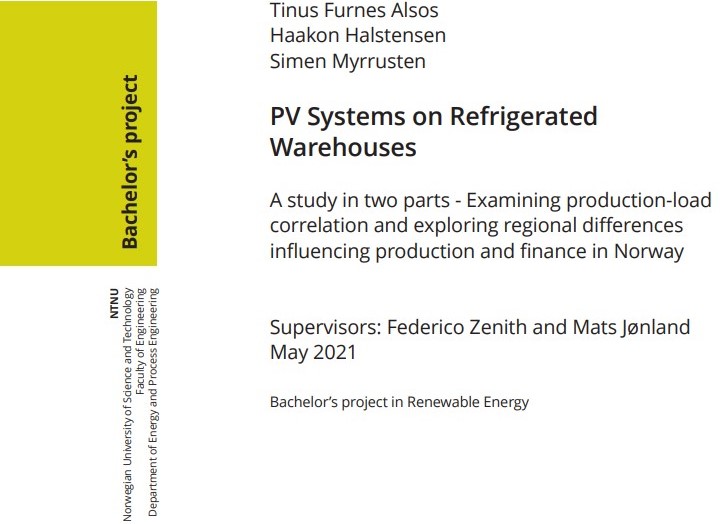 Tinus Furnes Alsos
Haakon Halstensen
Simen Myrrusten
PV Systems on Refrigerated
Warehouses
A study in two parts - Examining production-load
correlation and exploring regional differences
influencing production and finance in Norway
Supervisors: Federico Zenith and Mats Jønland
May 2021
Bachelor's project in Renewable Energy
Bachelor's project
NTNU
Norwegian University of Science and Technology
Faculty of Engineering
Department of Energy and Process Engineering